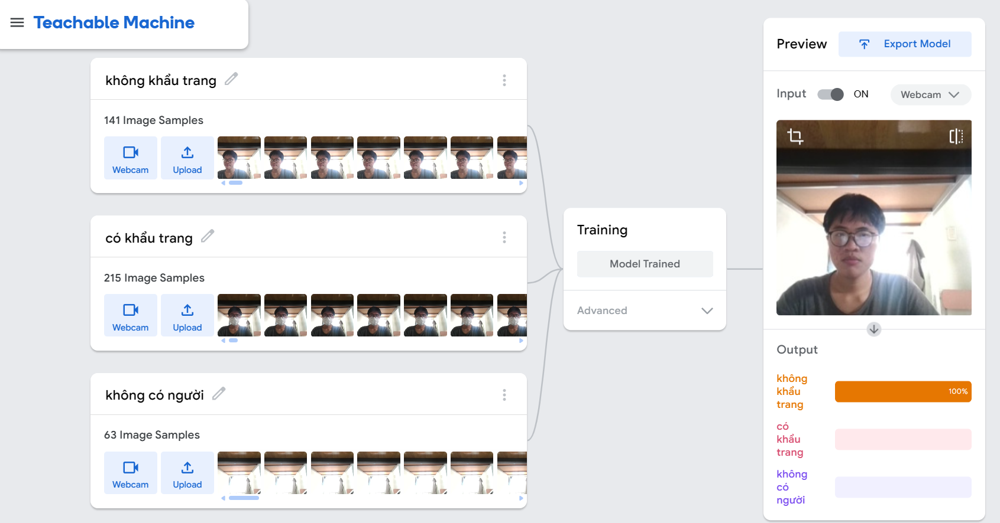 Teachable Machine
không khẩu trang
141 Image Samples
Webcam
Upload
có khẩu trang
215 Image Samples
Webcam
Upload
không có người
63 Image Samples
Webcam
Upload
Training
Model Trained
Advanced
Preview
Export Model
Input
ON
Webcam
Output
không
khẩu
trang
100%
có
khẩu
trang
không
có
người